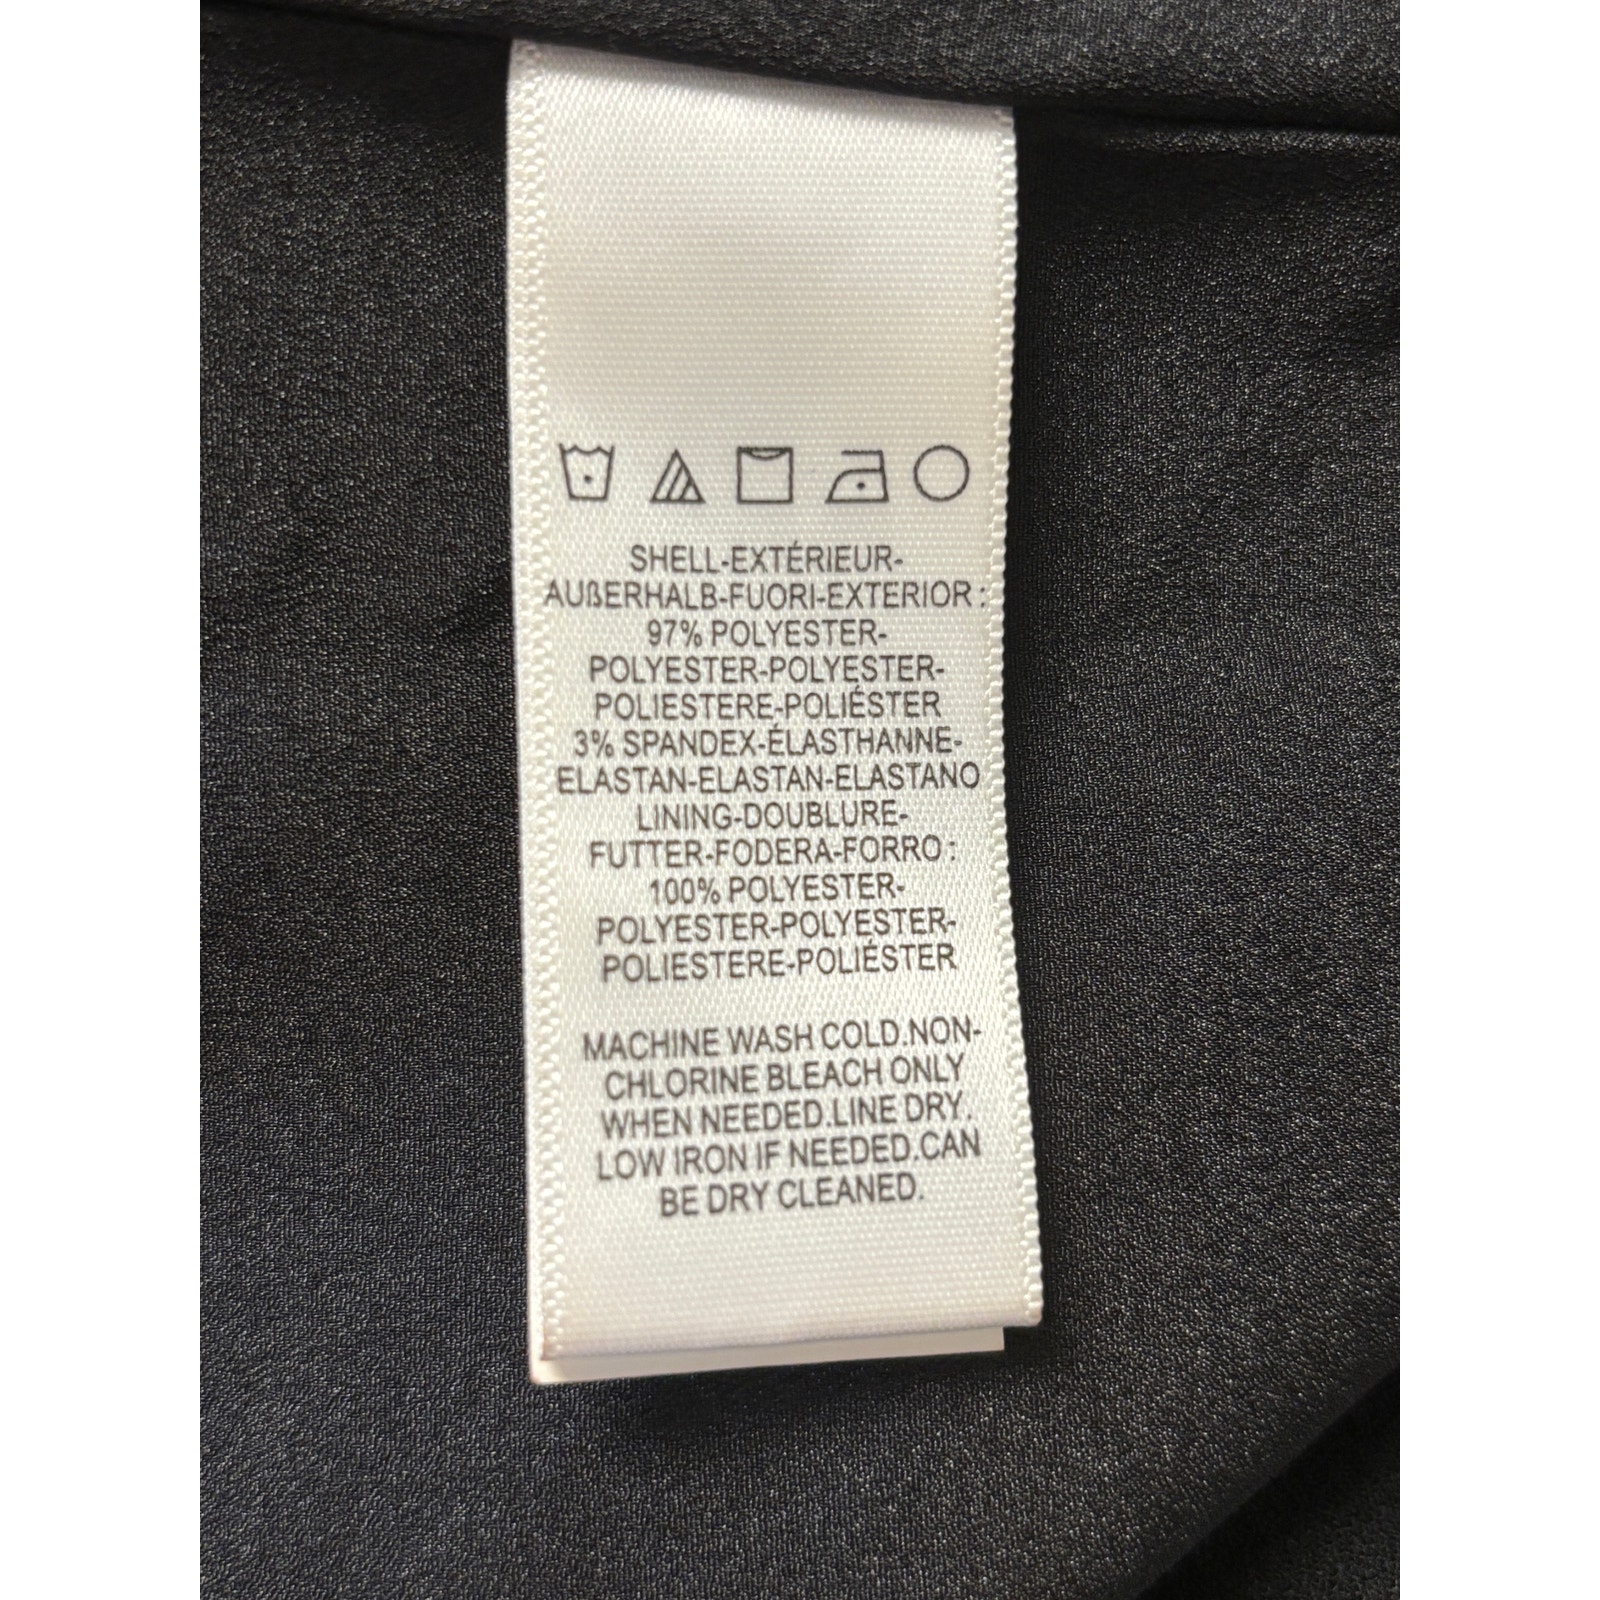 SHELL-EXTÉRIEUR-
AUßERHALB-FUORI-EXTERIOR :
97% POLYESTER-
POLYESTER-POLYESTER-
POLIESTERE-POLIÉSTER
3% SPANDEX-ÉLASTHANNE-
ELASTAN-ELASTAN-ELASTANO
LINING-DOUBLURE-
FUTTER-FODERA-FORRO :
100% POLYESTER-
POLYESTER-POLYESTER-
POLIESTERE-POLIÉSTER
MACHINE WASH COLD.NON-
CHLORINE BLEACH ONLY
WHEN NEEDED.LINE DRY.
LOW IRON IF NEEDED.CAN
BE DRY CLEANED.